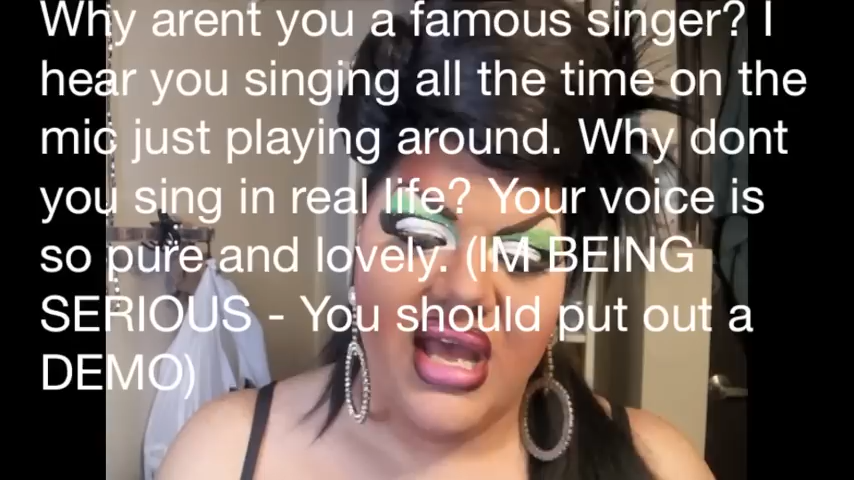 Why arent you a famous singer? I
hear you singing all the time on the
mic just playing around. Why dont
you sing in real life? Your voice is
so pure and lovely. (IM BEING
SERIOUS - You should put out a
DEMO)